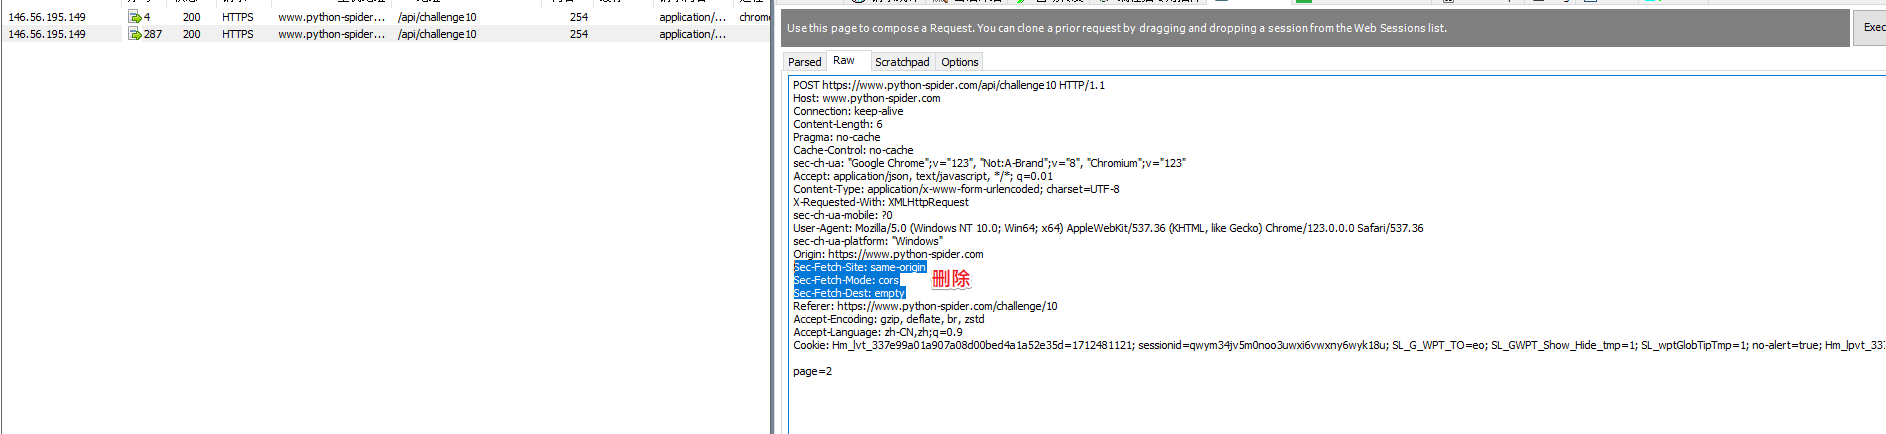 146.56.195.149 4 200 HTTPS www.python-spider... /api/challenge10 254 application/... chrome
146.56.195.149 287 200 HTTPS www.python-spider... /api/challenge10 254 application/...
Use this page to compose a Request. You can clone a prior request by dragging and dropping a session from the Web Sessions list.
Exec
Parsed Raw Scratchpad Options
POST https://www.python-spider.com/api/challenge10 HTTP/1.1
Host: www.python-spider.com
Connection: keep-alive
Content-Length: 6
Pragma: no-cache
Cache-Control: no-cache
sec-ch-ua: "Google Chrome";v="123", "Not:A-Brand";v="8", "Chromium";v="123"
Accept: application/json, text/javascript, */*; q=0.01
Content-Type: application/x-www-form-urlencoded; charset=UTF-8
X-Requested-With: XMLHttpRequest
sec-ch-ua-mobile: ?0
User-Agent: Mozilla/5.0 (Windows NT 10.0; Win64; x64) AppleWebKit/537.36 (KHTML, like Gecko) Chrome/123.0.0.0 Safari/537.36
sec-ch-ua-platform: "Windows"
Origin: https://www.python-spider.com
Sec-Fetch-Site: same-origin
Sec-Fetch-Mode: cors 删除
Sec-Fetch-Dest: empty
Referer: https://www.python-spider.com/challenge/10
Accept-Encoding: gzip, deflate, br, zstd
Accept-Language: zh-CN,zh;q=0.9
Cookie: Hm_lvt_337e99a01a907a08d00bed4a1a52e35d=1712481121; sessionid=qwym34jv5m0noo3uwxi6vwxny6wyk18u; SL_G_WPT_TO=eo; SL_GWPT_Show_Hide_tmp=1; SL_wptGlobTipTmp=1; no-alert=true; Hm_lpvt_337
page=2